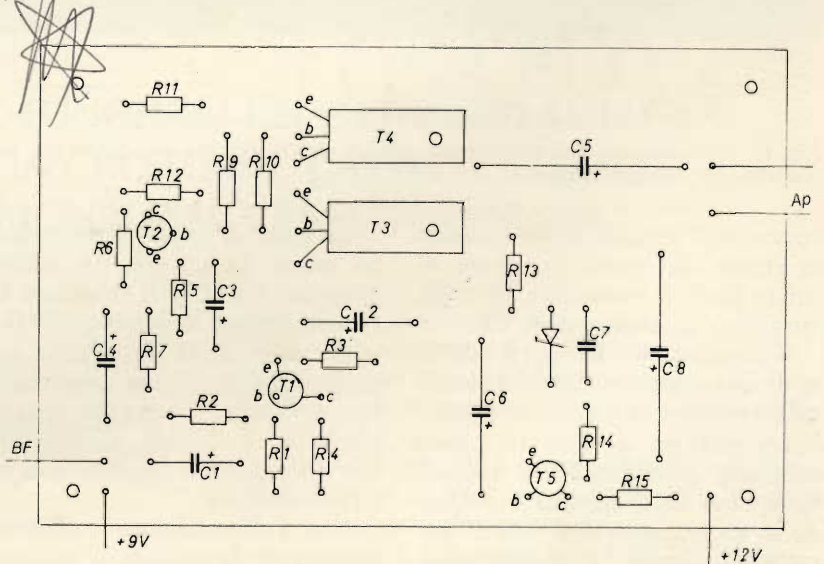 R11
e
T4
b
c
R9
R10
C5
+
R12
Ap
e
T3
b
c
c
T2
b
e
R6
R5
C3
+
R13
C4
+
R7
C2
+
R3
C7
C8
+
C6
+
e
T1
b
c
R2
BF
C1
+
R1
R4
R14
e
T5
b
c
R15
+9V
+12V